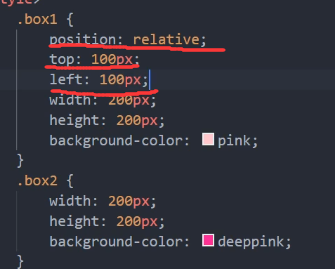 style>
.box1 {
position: relative;
top: 100px;
left: 100px;
width: 200px;
height: 200px;
background-color: pink;
}
.box2 {
width: 200px;
height: 200px;
background-color: deeppink;
}